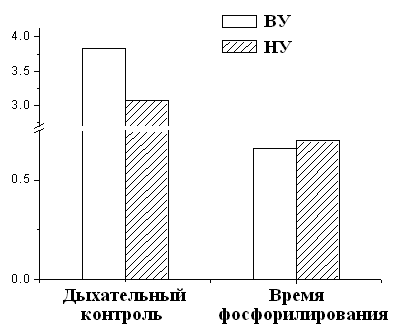 ВУ
НУ
4.0
3.5
3.0
0.5
0.0
Дыхательный
контроль
Время
фосфорилирования